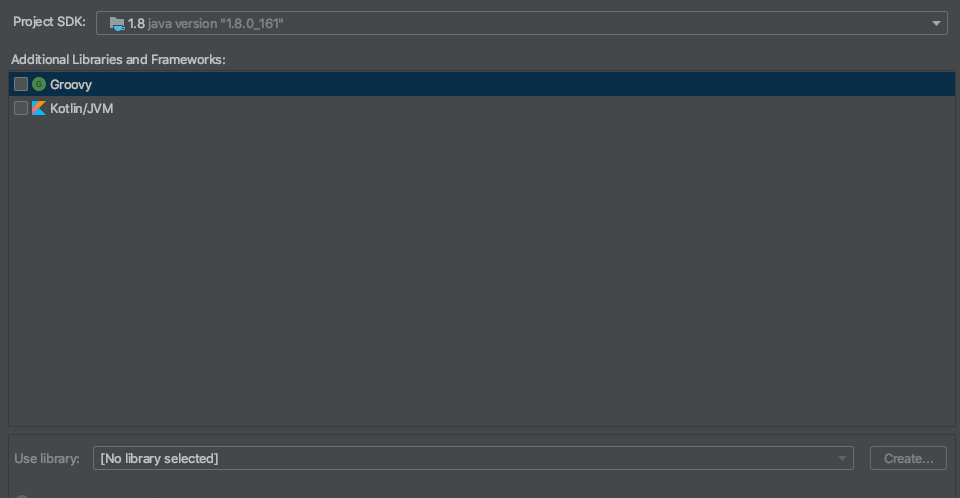 Project SDK: 1.8 java version "1.8.0_161"
Additional Libraries and Frameworks:
G Groovy
Kotlin/JVM
Use library: [No library selected] Create...